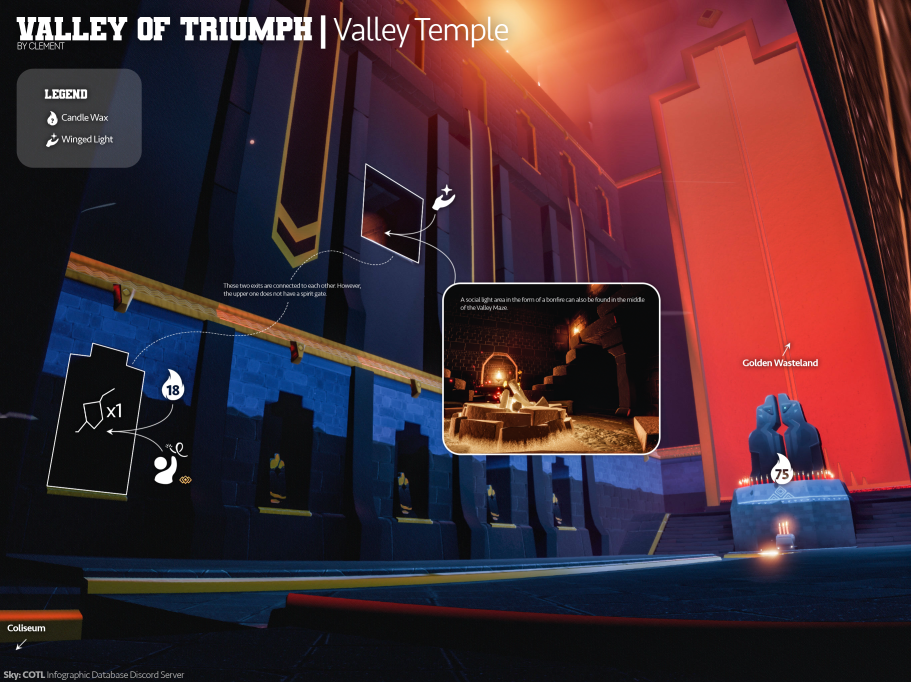 VALLEY OF TRIUMPH | Valley Temple
BY CLEMENT
LEGEND
Candle Wax
Winged Light
These two exits are connected to each other. However,
the upper one does not have a spirit gate.
A social light area in the form of a bonfire can also be found in the middle
of the Valley Maze.
18
x1
Golden Wasteland
75
Coliseum
Sky: COTL Infographic Database Discord Server